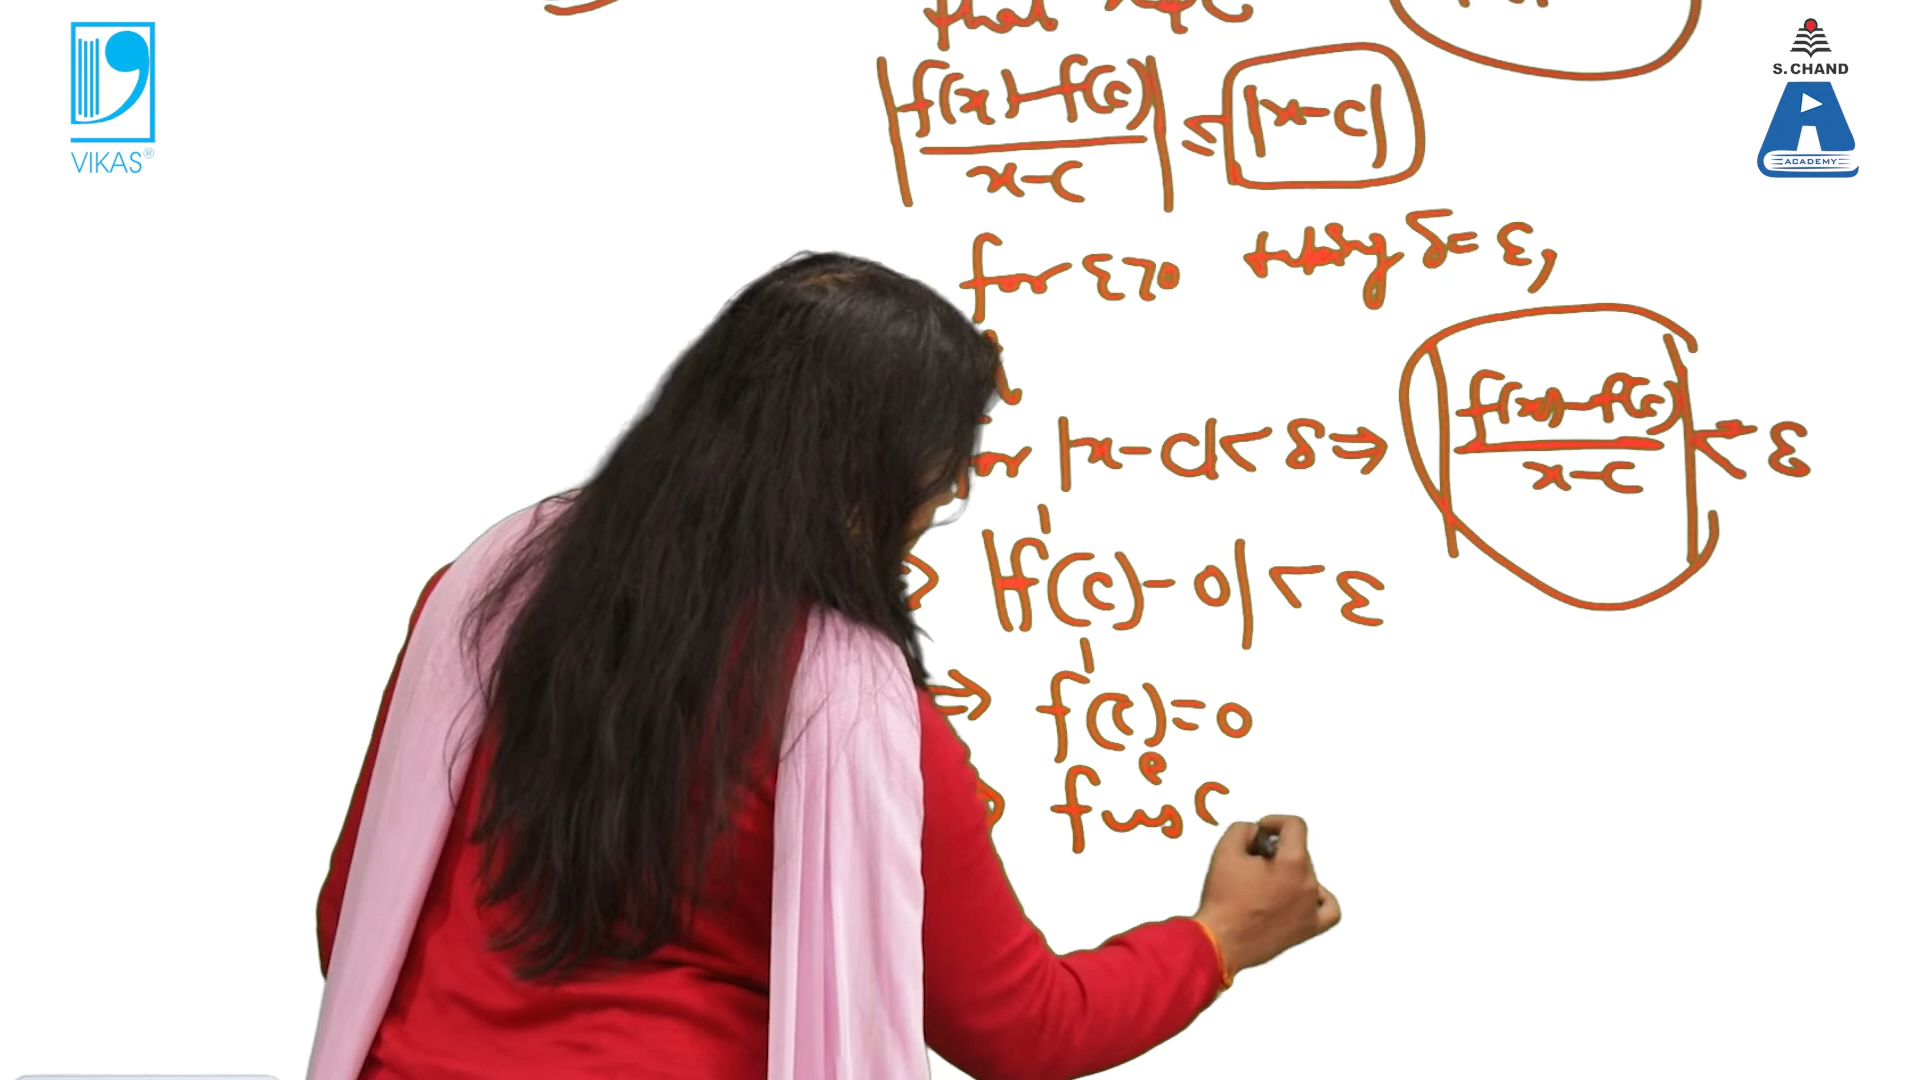 VIKAS®
S. CHAND
ACADEMY
that x≠c
|f(x)-f(c)/x-c| ≤ |x-c|
for ε>0 taking δ=ε,
for |x-c|<δ ⇒ |f(x)-f(c)/x-c| < ε
⇒ |f'(c)-0| < ε
⇒ f'(c)=0
⇒ f is c